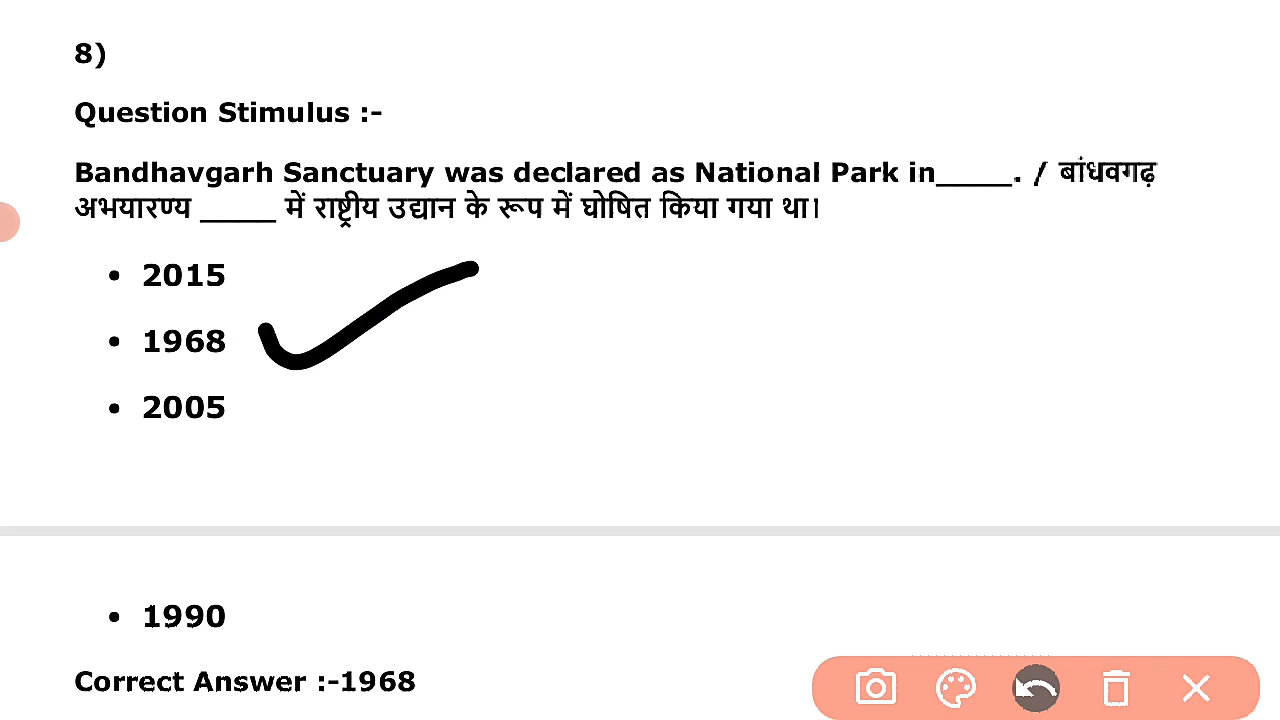 8)
Question Stimulus :-
Bandhavgarh Sanctuary was declared as National Park in_____. / बांधवगढ़
अभयारण्य _____ में राष्ट्रीय उद्यान के रूप में घोषित किया गया था।
• 2015
• 1968
• 2005
• 1990
Correct Answer :-1968